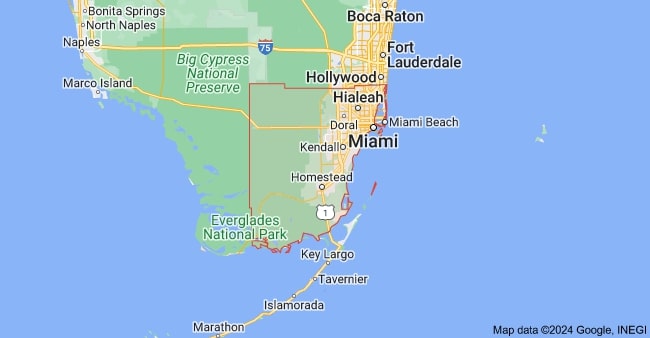 Bonita Springs
North Naples
Boca Raton
Naples
75
Fort
Lauderdale
Big Cypress
National
Preserve
Marco Island
Hollywood
Hialeah
Doral
Miami Beach
Miami
Kendall
Homestead
1
Everglades
National Park
Key Largo
Tavernier
Islamorada
Marathon
Map data ©2024 Google, INEGI